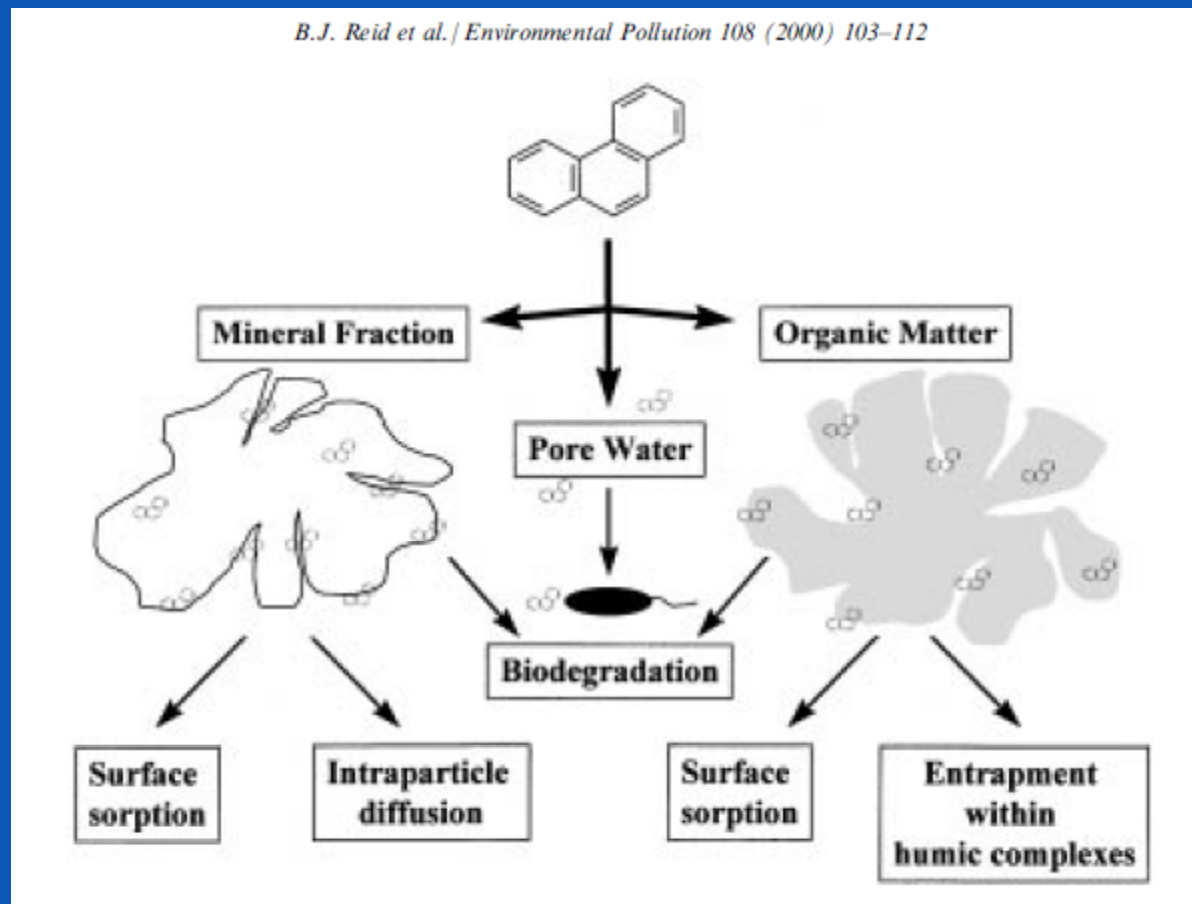 B.J. Reid et al. / Environmental Pollution 108 (2000) 103–112
Mineral Fraction
Organic Matter
Pore Water
Biodegradation
Surface
sorption
Intraparticle
diffusion
Surface
sorption
Entrapment
within
humic complexes